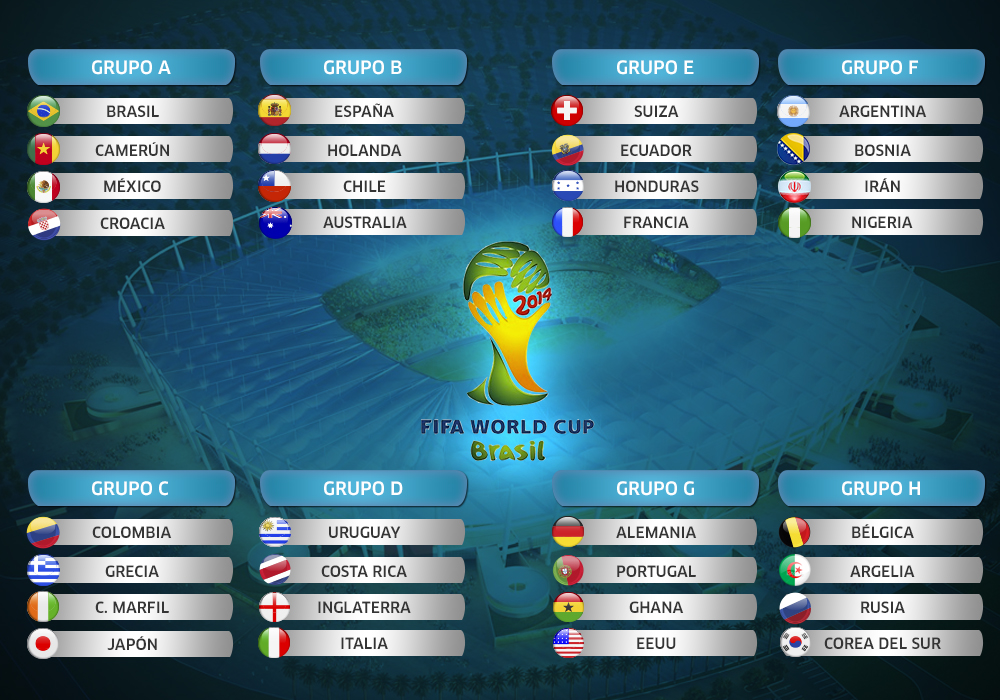 GRUPO A
BRASIL
CAMERÚN
MÉXICO
CROACIA
GRUPO B
ESPAÑA
HOLANDA
CHILE
AUSTRALIA
GRUPO E
SUIZA
ECUADOR
HONDURAS
FRANCIA
GRUPO F
ARGENTINA
BOSNIA
IRÁN
NIGERIA
2014
FIFA WORLD CUP
Brasil
GRUPO C
COLOMBIA
GRECIA
C. MARFIL
JAPÓN
GRUPO D
URUGUAY
COSTA RICA
INGLATERRA
ITALIA
GRUPO G
ALEMANIA
PORTUGAL
GHANA
EEUU
GRUPO H
BÉLGICA
ARGELIA
RUSIA
COREA DEL SUR